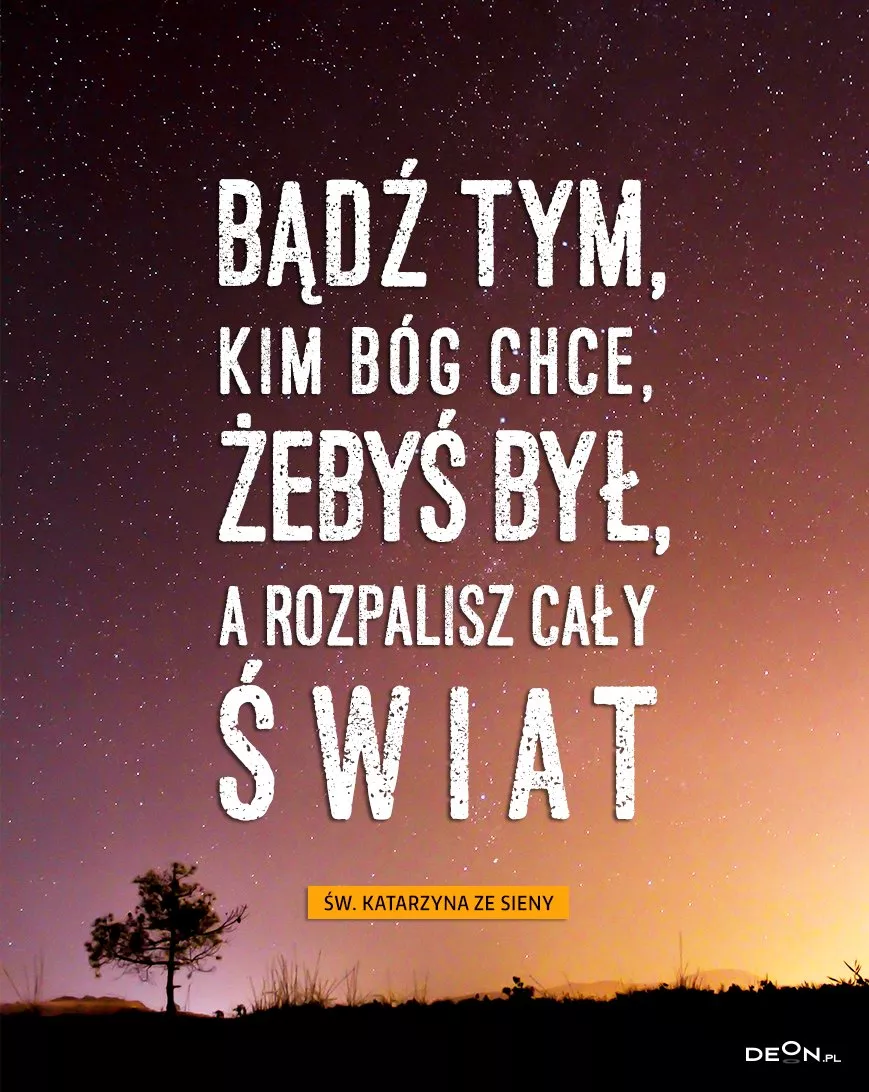 BĄDŹ TYM,
KIM BÓG CHCE,
ŻEBYŚ BYŁ,
A ROZPALISZ CAŁY
ŚWIAT
ŚW. KATARZYNA ZE SIENY
DEON.PL